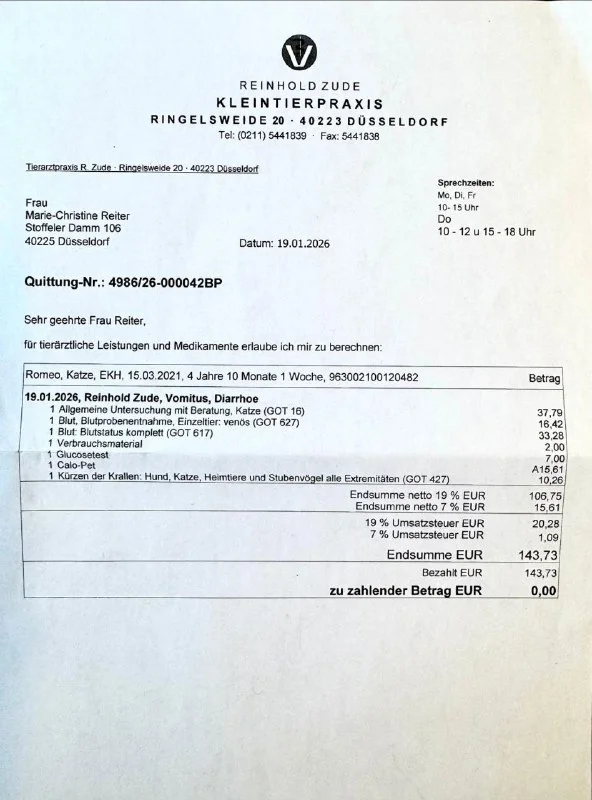 V
REINHOLD ZUDE
KLEINTIERPRAXIS
RINGELSWEIDE 20 · 40223 DÜSSELDORF
Tel: (0211) 5441839 · Fax: 5441838
Tierarztpraxis R. Zude · Ringelsweide 20 · 40223 Düsseldorf
Sprechzeiten:
Mo, Di, Fr
10- 15 Uhr
Do
10 - 12 u 15 - 18 Uhr
Frau
Marie-Christine Reiter
Stoffeler Damm 106
40225 Düsseldorf
Datum: 19.01.2026
Quittung-Nr.: 4986/26-000042BP
Sehr geehrte Frau Reiter,
für tierärztliche Leistungen und Medikamente erlaube ich mir zu berechnen:
Romeo, Katze, EKH, 15.03.2021, 4 Jahre 10 Monate 1 Woche, 963002100120482 Betrag
19.01.2026, Reinhold Zude, Vomitus, Diarrhoe
1 Allgemeine Untersuchung mit Beratung, Katze (GOT 16) 37,79
1 Blut, Blutprobenentnahme, Einzeltier: venös (GOT 627) 16,42
1 Blut: Blutstatus komplett (GOT 617) 33,28
1 Verbrauchsmaterial 2,00
1 Glucosetest 7,00
1 Calo-Pet A15,61
1 Kürzen der Krallen: Hund, Katze, Heimtiere und Stubenvögel alle Extremitäten (GOT 427) 10,26
Endsumme netto 19 % EUR 106,75
Endsumme netto 7 % EUR 15,61
19 % Umsatzsteuer EUR 20,28
7 % Umsatzsteuer EUR 1,09
Endsumme EUR 143,73
Bezahlt EUR 143,73
zu zahlender Betrag EUR 0,00